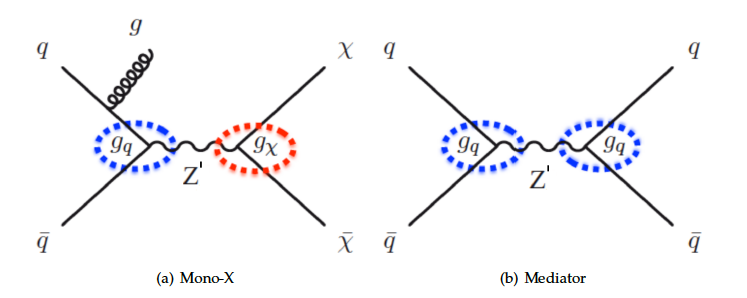 g
q χ q q
g_q g_χ g_q g_q
Z' Z'
q̄ χ̄ q̄ q̄
(a) Mono-X (b) Mediator